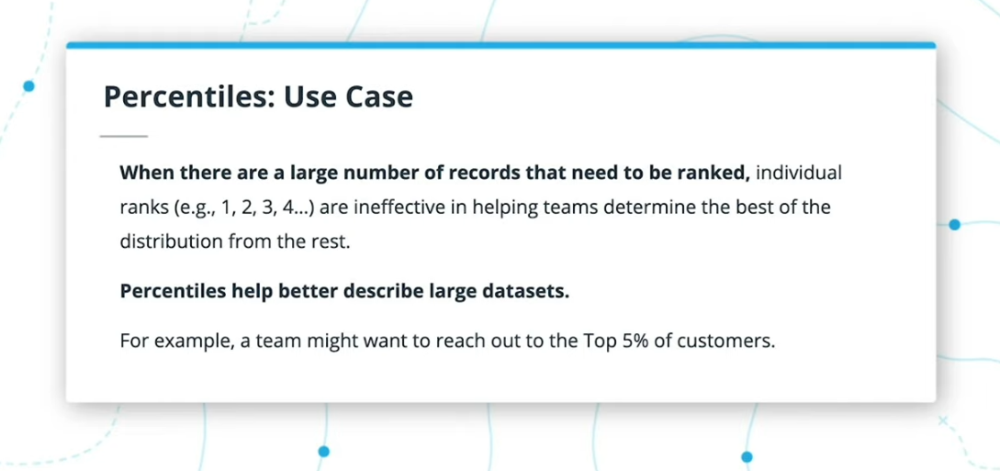 Percentiles: Use Case
When there are a large number of records that need to be ranked, individual
ranks (e.g., 1, 2, 3, 4...) are ineffective in helping teams determine the best of the
distribution from the rest.
Percentiles help better describe large datasets.
For example, a team might want to reach out to the Top 5% of customers.